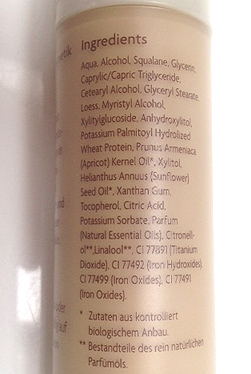 Ingredients
Aqua, Alcohol, Squalane, Glycerin,
Caprylic/Capric Triglyceride,
Cetearyl Alcohol, Glyceryl Stearate,
Loess, Myristyl Alcohol,
Xylitylglucoside, Anhydroxylitol,
Potassium Palmitoyl Hydrolized
Wheat Protein, Prunus Armeniaca
(Apricot) Kernel Oil*, Xylitol,
Helianthus Annuus (Sunflower)
Seed Oil*, Xanthan Gum,
Tocopherol, Citric Acid,
Potassium Sorbate, Parfum
(Natural Essential Oils), Citronell-
ol**, Linalool**, CI 77891 (Titanium
Dioxide), CI 77492 (Iron Hydroxides),
CI 77499 (Iron Oxides), CI 77491
(Iron Oxides).
* Zutaten aus kontrolliert
biologischem Anbau.
** Bestandteile des rein natürlichen
Parfümöls.